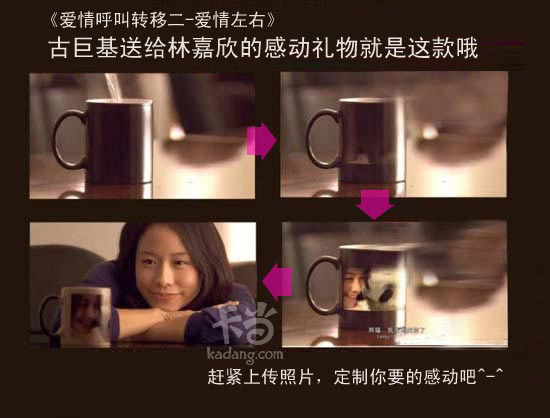 《爱情呼叫转移二-爱情左右》
古巨基送给林嘉欣的感动礼物就是这款哦
卡当
kadang.com
赶紧上传照片，定制你要的感动吧^-^